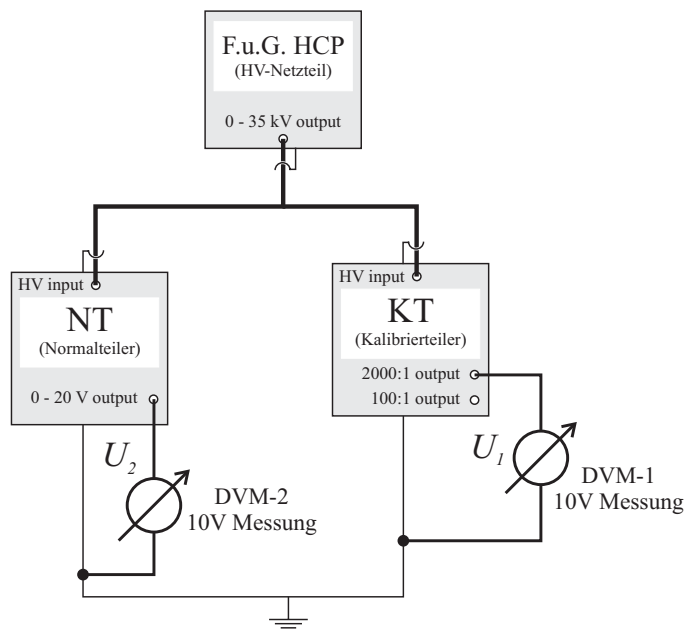 F.u.G. HCP
(HV-Netzteil)
0 - 35 kV output
HV input
NT
(Normalteiler)
0 - 20 V output
U2
DVM-2
10V Messung
HV input
KT
(Kalibrierteiler)
2000:1 output
100:1 output
U1
DVM-1
10V Messung